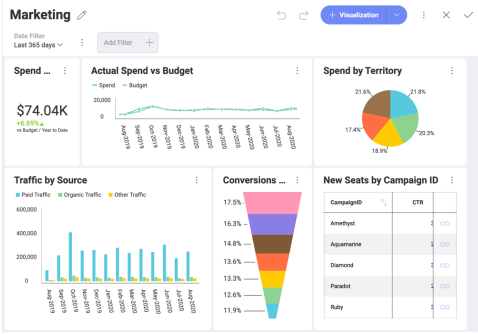 Marketing
+ Visualization
Date Filter
Last 365 days
Add Filter
Spend ...
$74.04K
+6.69%▲
vs Budget / Year to Date
Actual Spend vs Budget
Spend Budget
20,000
0
Aug-2019 Sep-2019 Oct-2019 Nov-2019 Dec-2019 Jan-2020 Feb-2020 Mar-2020 Apr-2020 May-2020 Jun-2020 Jul-2020 Aug-2020
Spend by Territory
21.6% 21.8%
17.4% 20.3%
18.9%
Traffic by Source
Paid Traffic Organic Traffic Other Traffic
600,000
400,000
200,000
0
Aug-2019 Sep-2019 Oct-2019 Nov-2019 Dec-2019 Jan-2020 Feb-2020 Mar-2020 Apr-2020 May-2020 Jun-2020 Jul-2020 Aug-2020
Conversions ...
17.5%
16.3%
14.8%
13.6%
13.3%
12.6%
11.9%
New Seats by Campaign ID
CampaignID CTR
Amethyst
Aquamarine
Diamond
Paradot
Ruby